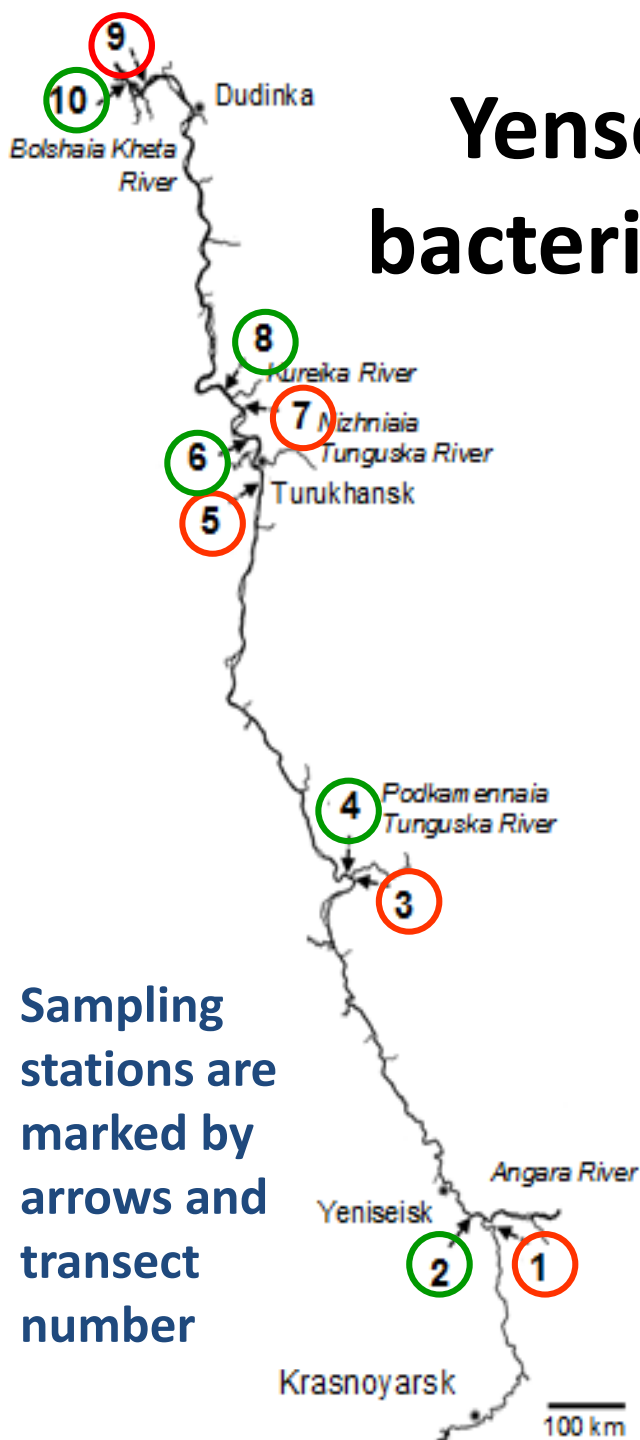 9
10
Dudinka
Bolshaia Kheta
River
Yense
bacteri
8
Kureika River
7
Nizhniaia
Tunguska River
6
Turukhansk
5
4
Podkamennaia
Tunguska River
3
Sampling
stations are
marked by
arrows and
transect
number
Angara River
Yeniseisk
2
1
Krasnoyarsk
100 km